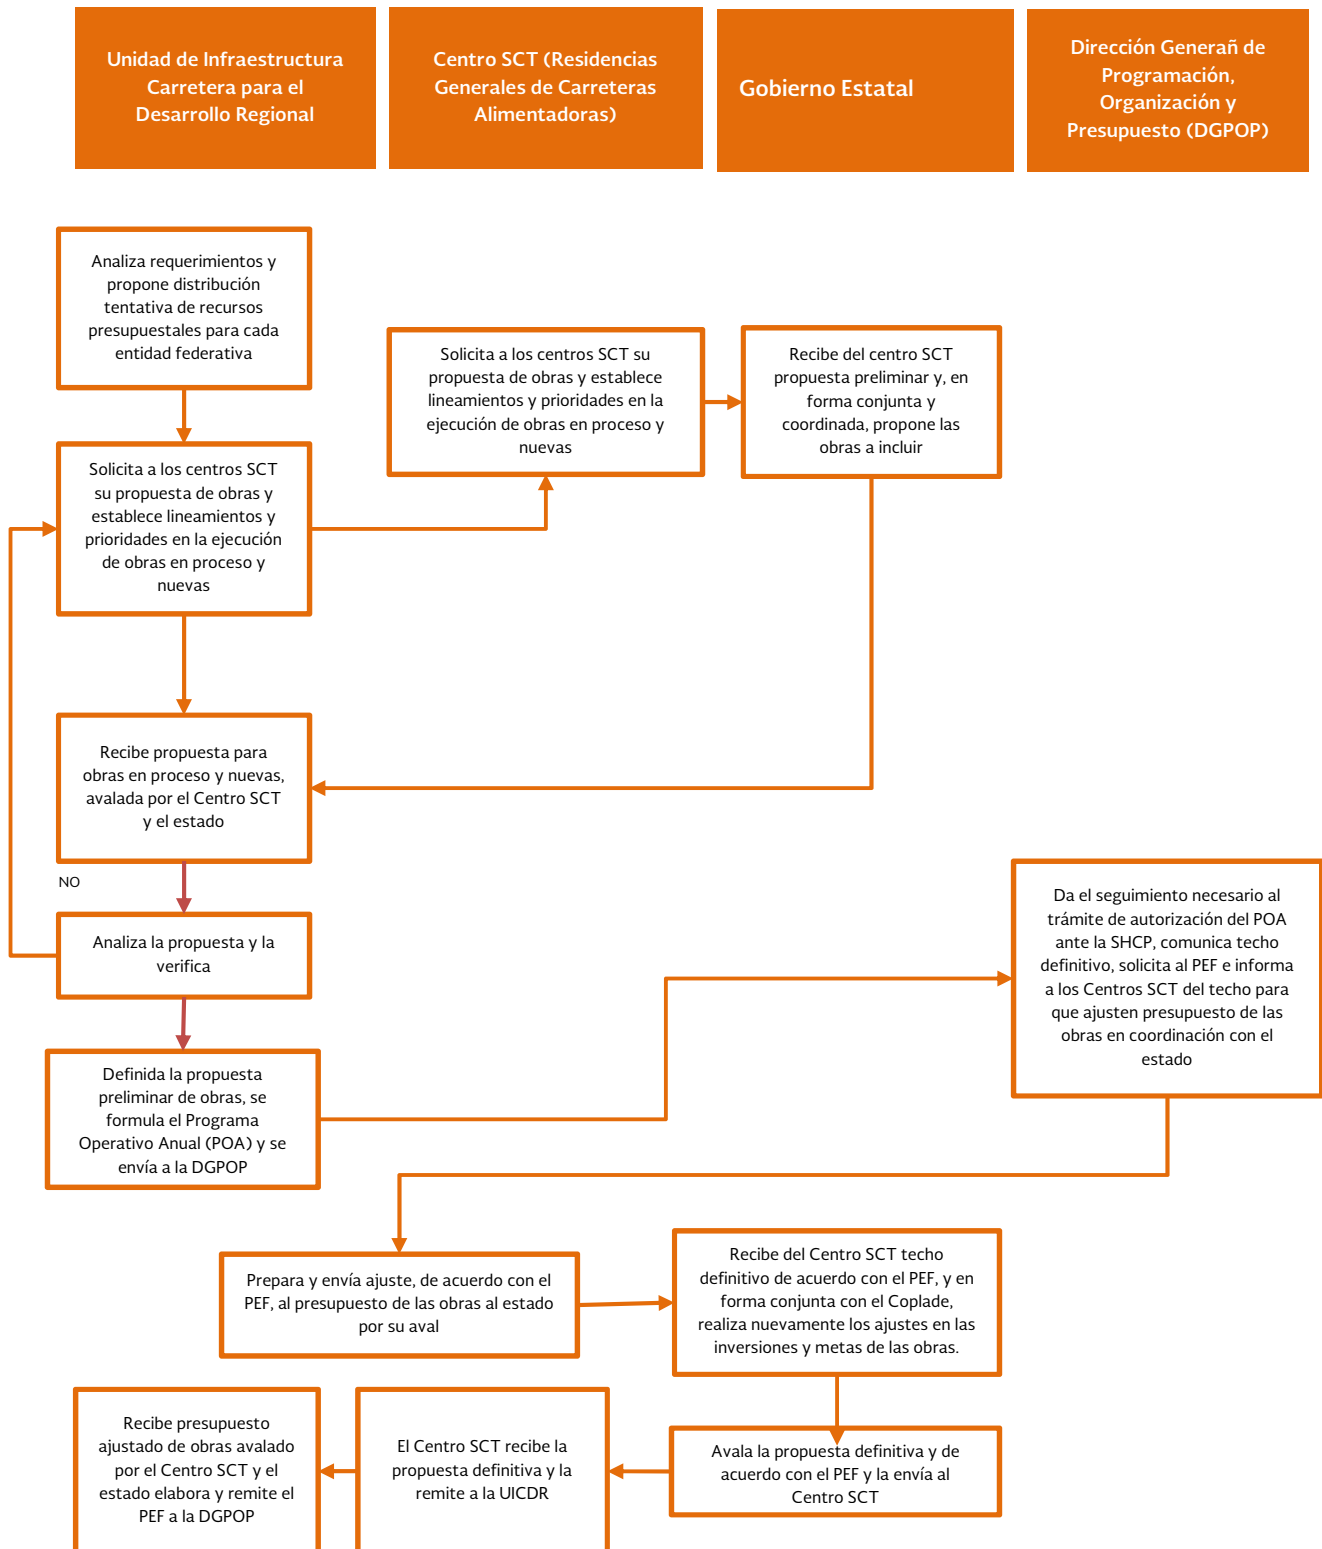 Unidad de Infraestructura
Carretera para el
Desarrollo Regional
Centro SCT (Residencias
Generales de Carreteras
Alimentadoras)
Gobierno Estatal
Dirección Generañ de
Programación,
Organización y
Presupuesto (DGPOP)
Analiza requerimientos y
propone distribución
tentativa de recursos
presupuestales para cada
entidad federativa
Solicita a los centros SCT su
propuesta de obras y establece
lineamientos y prioridades en la
ejecución de obras en proceso y
nuevas
Recibe del centro SCT
propuesta preliminar y, en
forma conjunta y
coordinada, propone las
obras a incluir
Solicita a los centros SCT
su propuesta de obras y
establece lineamientos y
prioridades en la ejecución
de obras en proceso y
nuevas
Recibe propuesta para
obras en proceso y nuevas,
avalada por el Centro SCT
y el estado
NO
Analiza la propuesta y la
verifica
Da el seguimiento necesario al
trámite de autorización del POA
ante la SHCP, comunica techo
definitivo, solicita al PEF e informa
a los Centros SCT del techo para
que ajusten presupuesto de las
obras en coordinación con el
estado
Definida la propuesta
preliminar de obras, se
formula el Programa
Operativo Anual (POA) y se
envía a la DGPOP
Prepara y envía ajuste, de acuerdo con el
PEF, al presupuesto de las obras al estado
por su aval
Recibe del Centro SCT techo
definitivo de acuerdo con el PEF, y en
forma conjunta con el Coplade,
realiza nuevamente los ajustes en las
inversiones y metas de las obras.
Recibe presupuesto
ajustado de obras avalado
por el Centro SCT y el
estado elabora y remite el
PEF a la DGPOP
El Centro SCT recibe la
propuesta definitiva y la
remite a la UICDR
Avala la propuesta definitiva y de
acuerdo con el PEF y la envía al
Centro SCT